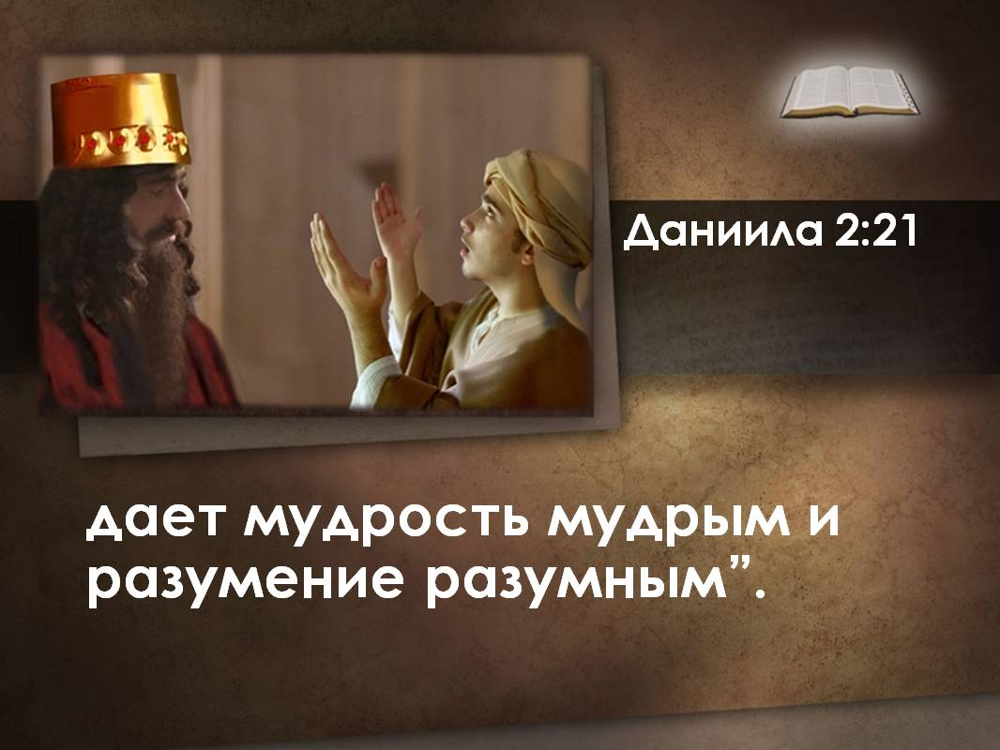 Даниила 2:21
дает мудрость мудрым и
разумение разумным”.